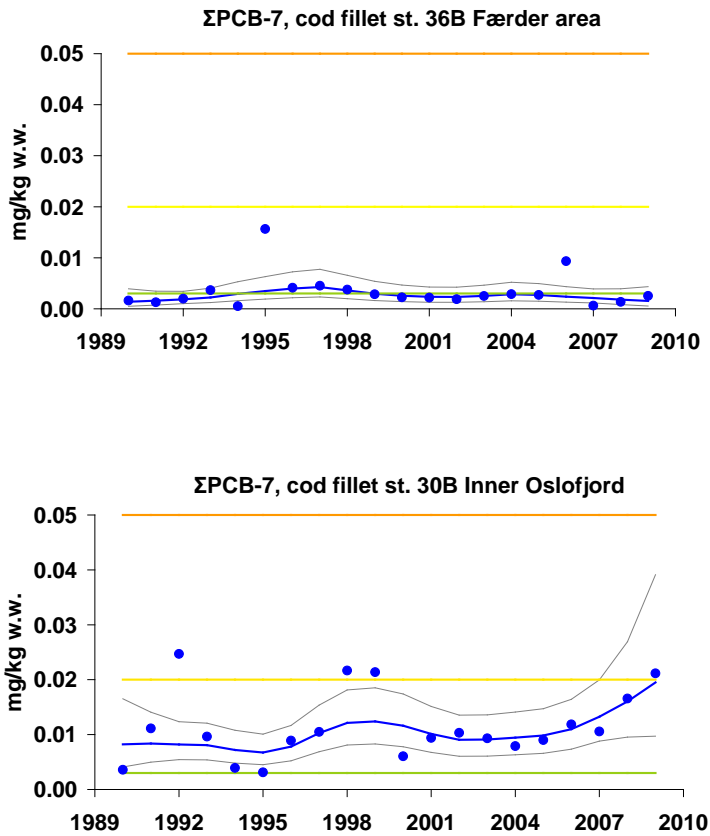 ΣPCB-7, cod fillet st. 36B Færder area
0.05
0.04
0.03
0.02
0.01
0.00
mg/kg w.w.
1989 1992 1995 1998 2001 2004 2007 2010
ΣPCB-7, cod fillet st. 30B Inner Oslofjord
0.05
0.04
0.03
0.02
0.01
0.00
mg/kg w.w.
1989 1992 1995 1998 2001 2004 2007 2010